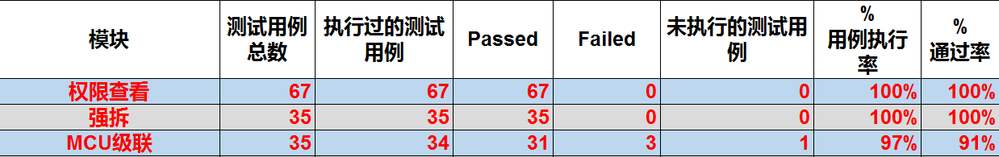 模块 测试用例总数 执行过的测试用例 Passed Failed 未执行的测试用例 % 用例执行率 % 通过率
权限查看 67 67 67 0 0 100% 100%
强拆 35 35 35 0 0 100% 100%
MCU级联 35 34 31 3 1 97% 91%